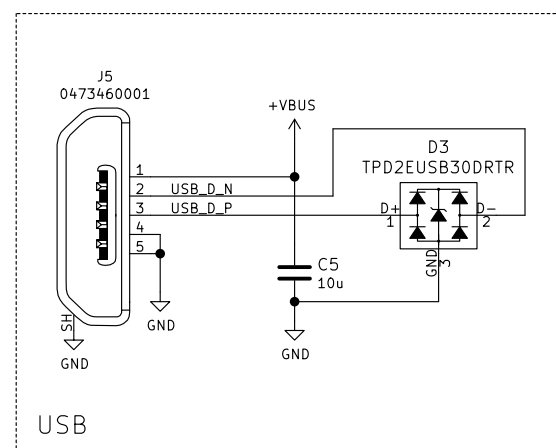 J5
0473460001
+VBUS
D3
TPD2EUSB30DRTR
1
2 USB_D_N
3 USB_D_P
4
5
D+
1
D-
2
GND
3
C5
10u
SH
GND
GND
GND
USB